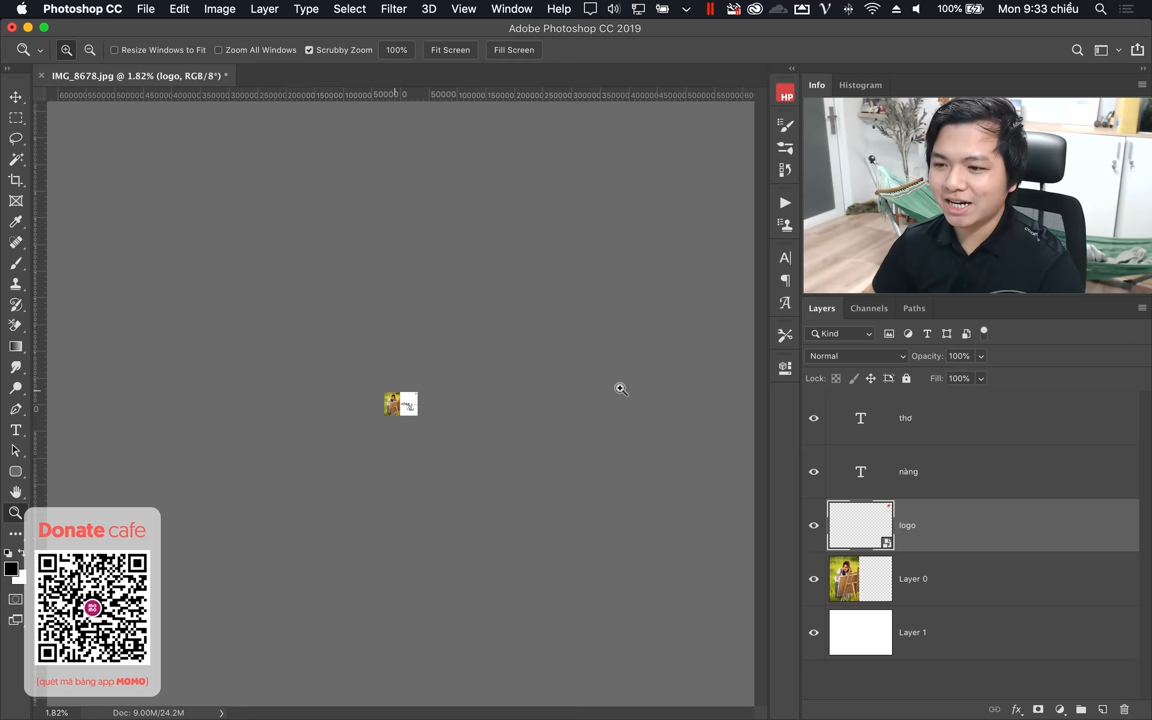 Photoshop CC File Edit Image Layer Type Select Filter 3D View Window Help 100% Mon 9:33 chiều
Adobe Photoshop CC 2019
Resize Windows to Fit Zoom All Windows Scrubby Zoom 100% Fit Screen Fill Screen
IMG_8678.jpg @ 1.82% (logo, RGB/8*) *
Info Histogram
HP
Layers Channels Paths
Kind
Normal Opacity: 100%
Lock: Fill: 100%
thơ
nàng
logo
Layer 0
Layer 1
Donate cafe
mo
mo
[quét mã bằng app MOMO]
1.82% Doc: 9.00M/24.2M